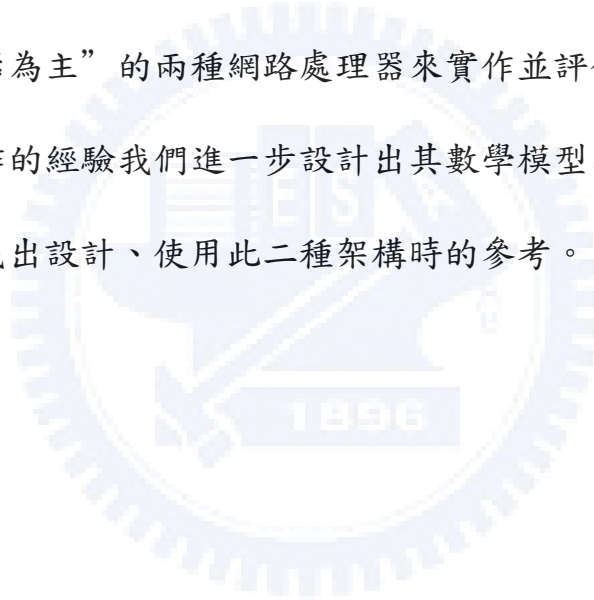 為主”的兩種網路處理器來實作並評
的經驗我們進一步設計出其數學模型
出設計、使用此二種架構時的參考。
ES
1896